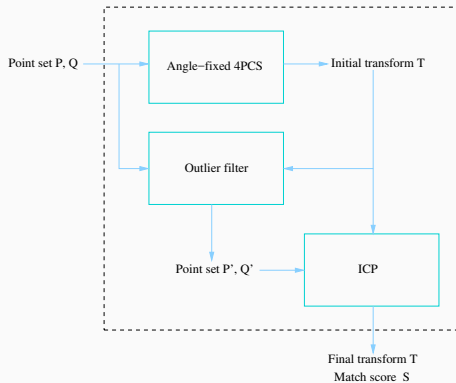 Point set P, Q
Angle−fixed 4PCS
Initial transform T
Outlier filter
Point set P’, Q’
ICP
Final transform T
Match score S